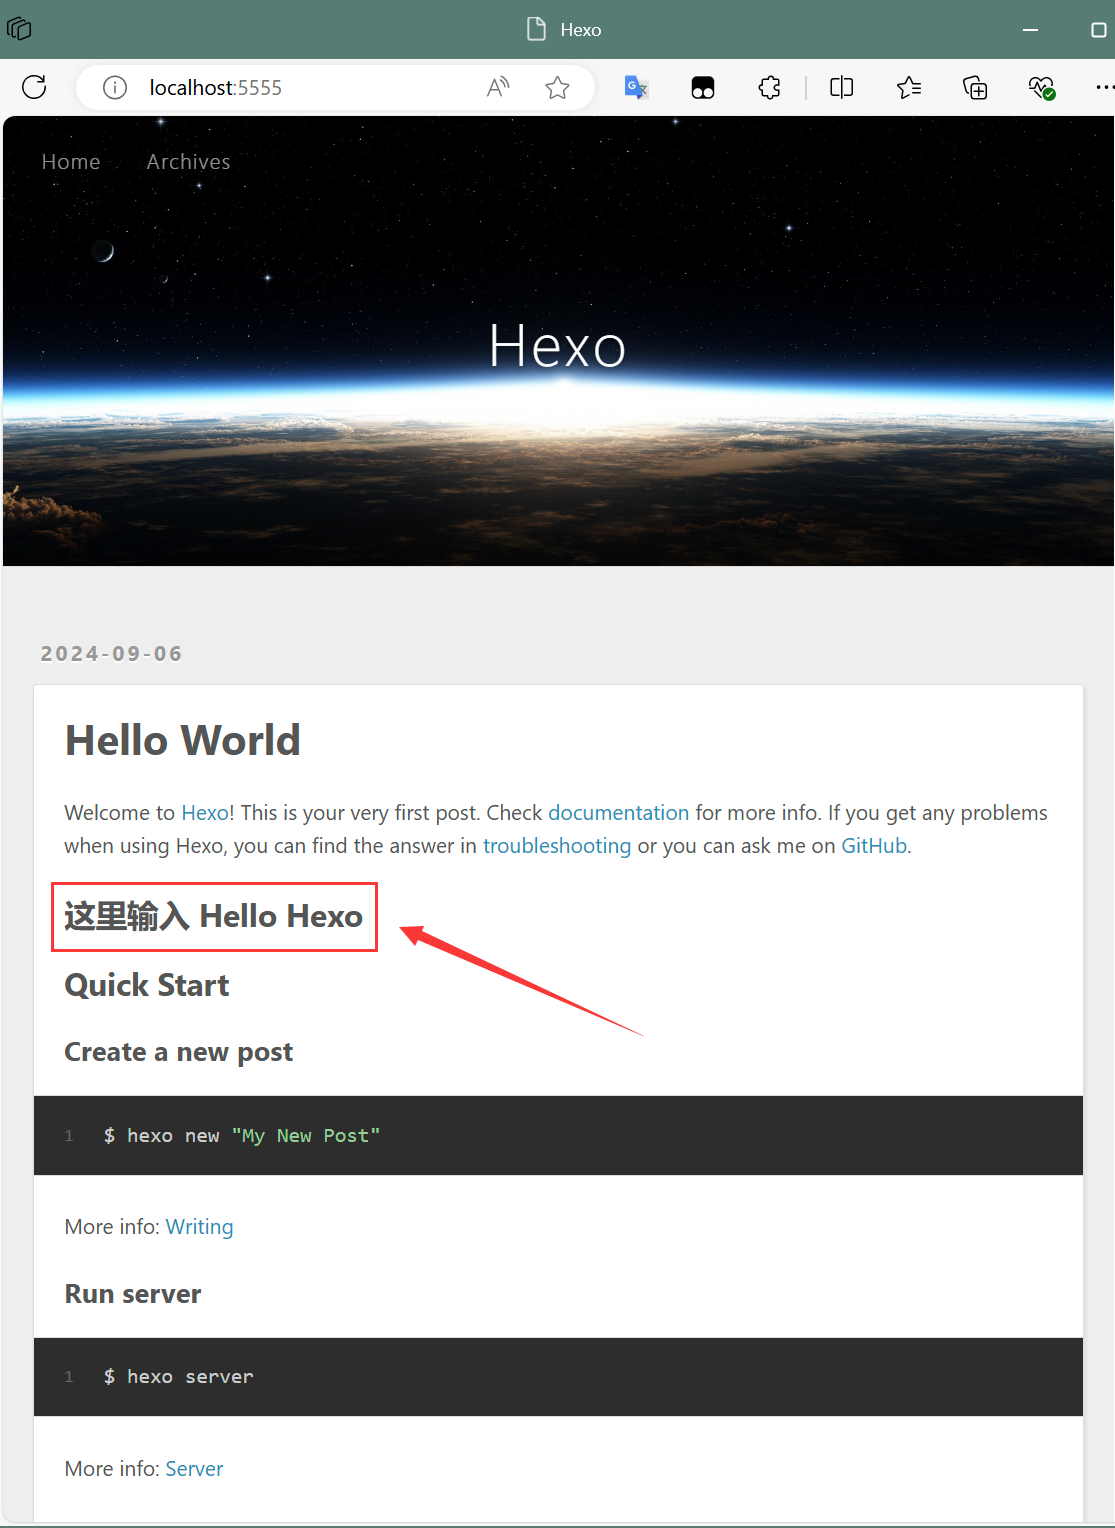 Hexo
localhost:5555
Home Archives
Hexo
2024-09-06
Hello World
Welcome to Hexo! This is your very first post. Check documentation for more info. If you get any problems
when using Hexo, you can find the answer in troubleshooting or you can ask me on GitHub.
这里输入 Hello Hexo
Quick Start
Create a new post
1 $ hexo new "My New Post"
More info: Writing
Run server
1 $ hexo server
More info: Server